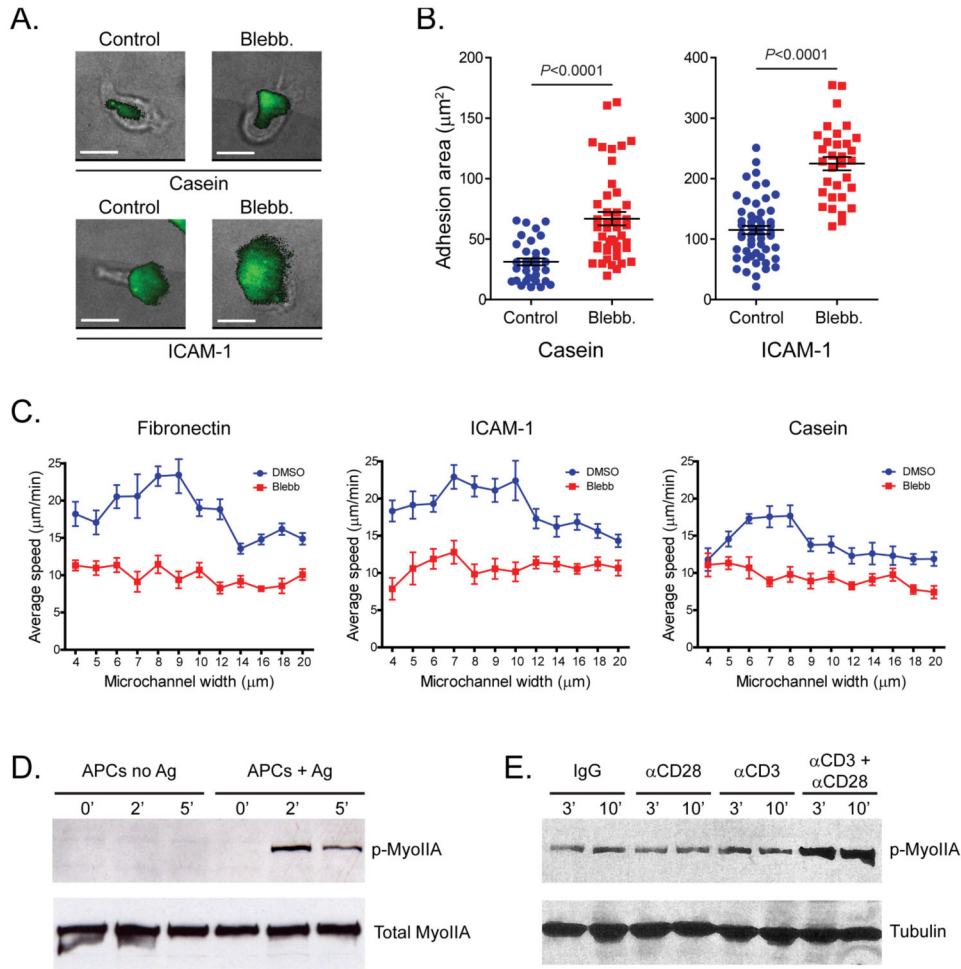 A.
Control Blebb.
Casein
Control Blebb.
ICAM-1
B.
Adhesion area (μm²)
200
150
100
50
0
P<0.0001
Control Blebb.
Casein
400
300
200
100
0
P<0.0001
Control Blebb.
ICAM-1
C.
Fibronectin
Average speed (μm/min)
25
20
15
10
5
0
DMSO
Blebb
4 5 6 7 8 9 10 12 14 16 18 20
Microchannel width (μm)
ICAM-1
Average speed (μm/min)
25
20
15
10
5
0
DMSO
Blebb
4 5 6 7 8 9 10 12 14 16 18 20
Microchannel width (μm)
Casein
Average speed (μm/min)
25
20
15
10
5
0
DMSO
Blebb
4 5 6 7 8 9 10 12 14 16 18 20
Microchannel width (μm)
D.
APCs no Ag APCs + Ag
0’ 2’ 5’ 0’ 2’ 5’
p-MyoIIA
Total MyoIIA
E.
IgG αCD28 αCD3 αCD3 +
αCD28
3’ 10’ 3’ 10’ 3’ 10’ 3’ 10’
p-MyoIIA
Tubulin